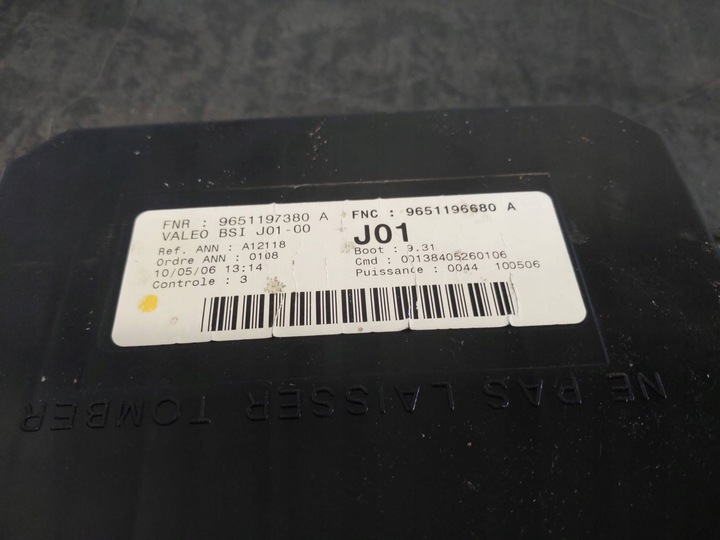 FNR : 9651197380 A
VALEO BSI J01-00
Ref. ANN : A12118
Ordre ANN : 0108
10/05/06 13:14
Controle : 3
FNC : 9651196680 A
J01
Boot : 9.31
Cmd : 00138405260106
Puissance : 0044 100506
NE PAS LAISSER TOMBER